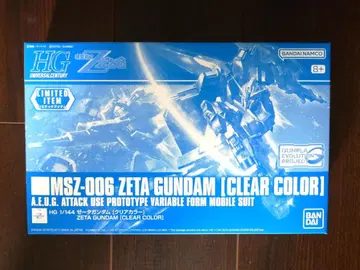 HG
UNIVERSAL CENTURY
BANDAI NAMCO
8+
LIMITED
ITEM
GUNPLA
EVOLUTION
PROJECT
MSZ-006 ZETA GUNDAM [CLEAR COLOR]
A.E.U.G. ATTACK USE PROTOTYPE VARIABLE FORM MOBILE SUIT
HG 1/144 ゼータガンダム [クリアカラー]
ZETA GUNDAM [CLEAR COLOR]
BAN
DAI